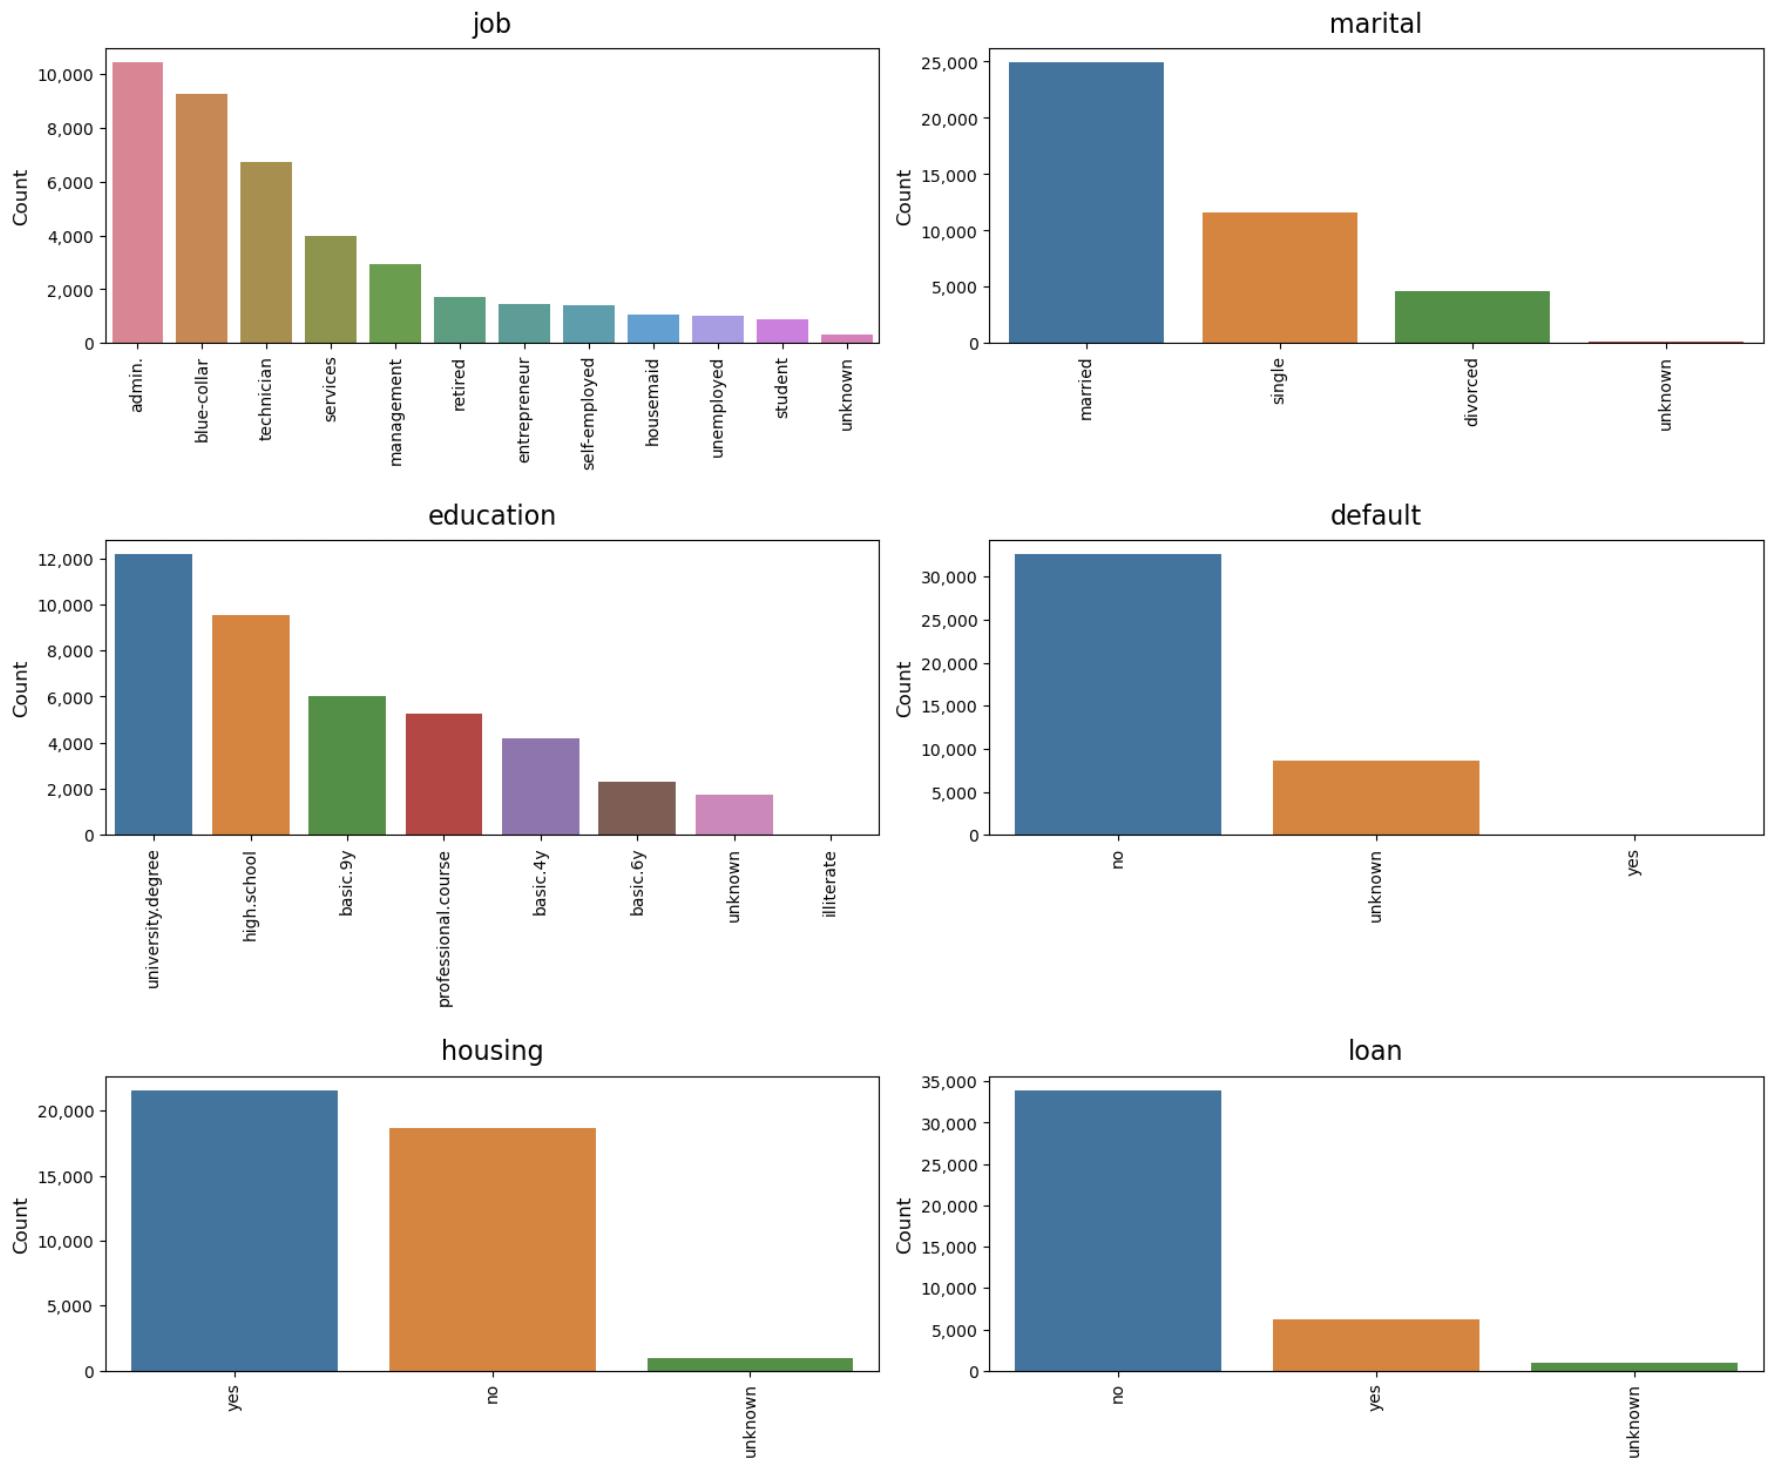 job
10,000
8,000
6,000
4,000
2,000
0
Count
admin.
blue-collar
technician
services
management
retired
entrepreneur
self-employed
housemaid
unemployed
student
unknown
marital
25,000
20,000
15,000
10,000
5,000
0
Count
married
single
divorced
unknown
education
12,000
10,000
8,000
6,000
4,000
2,000
0
Count
university.degree
high.school
basic.9y
professional.course
basic.4y
basic.6y
unknown
illiterate
default
30,000
25,000
20,000
15,000
10,000
5,000
0
Count
no
unknown
yes
housing
20,000
15,000
10,000
5,000
0
Count
yes
no
unknown
loan
35,000
30,000
25,000
20,000
15,000
10,000
5,000
0
Count
no
yes
unknown